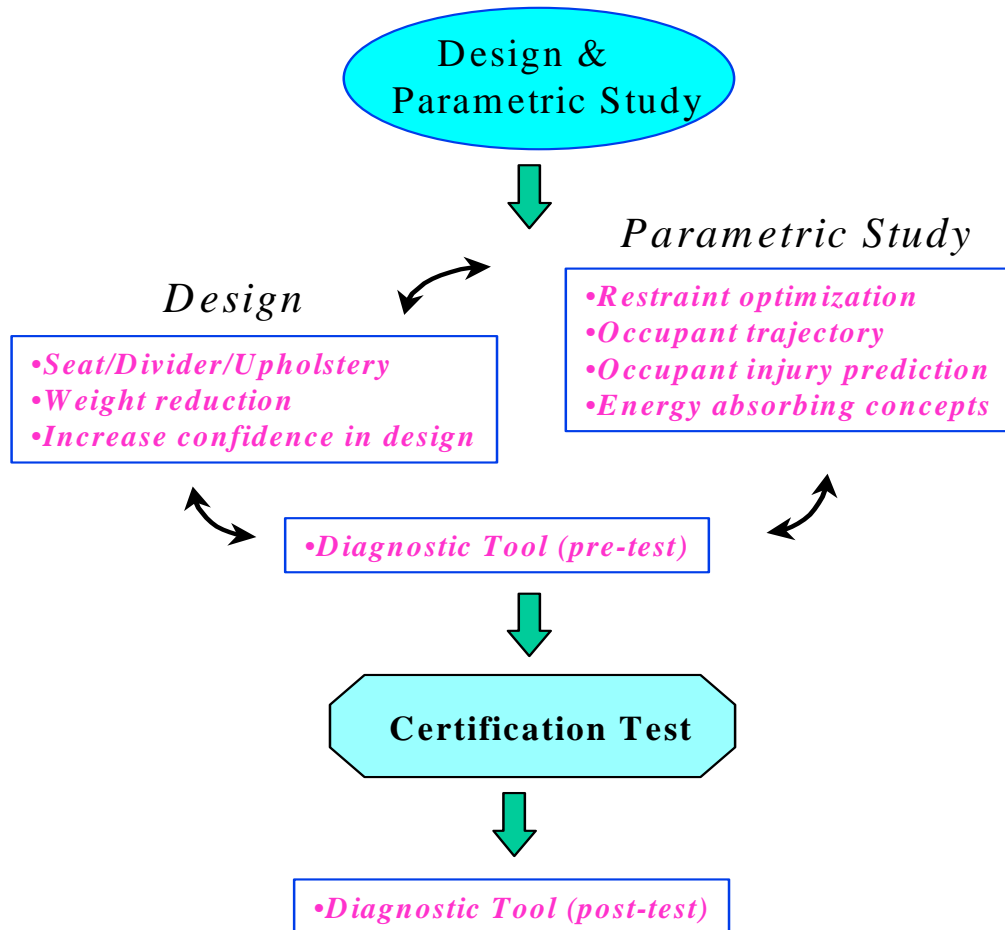 Design &
Parametric Study
Parametric Study
•Restraint optimization
•Occupant trajectory
•Occupant injury prediction
•Energy absorbing concepts
Design
•Seat/Divider/Upholstery
•Weight reduction
•Increase confidence in design
•Diagnostic Tool (pre-test)
Certification Test
•Diagnostic Tool (post-test)